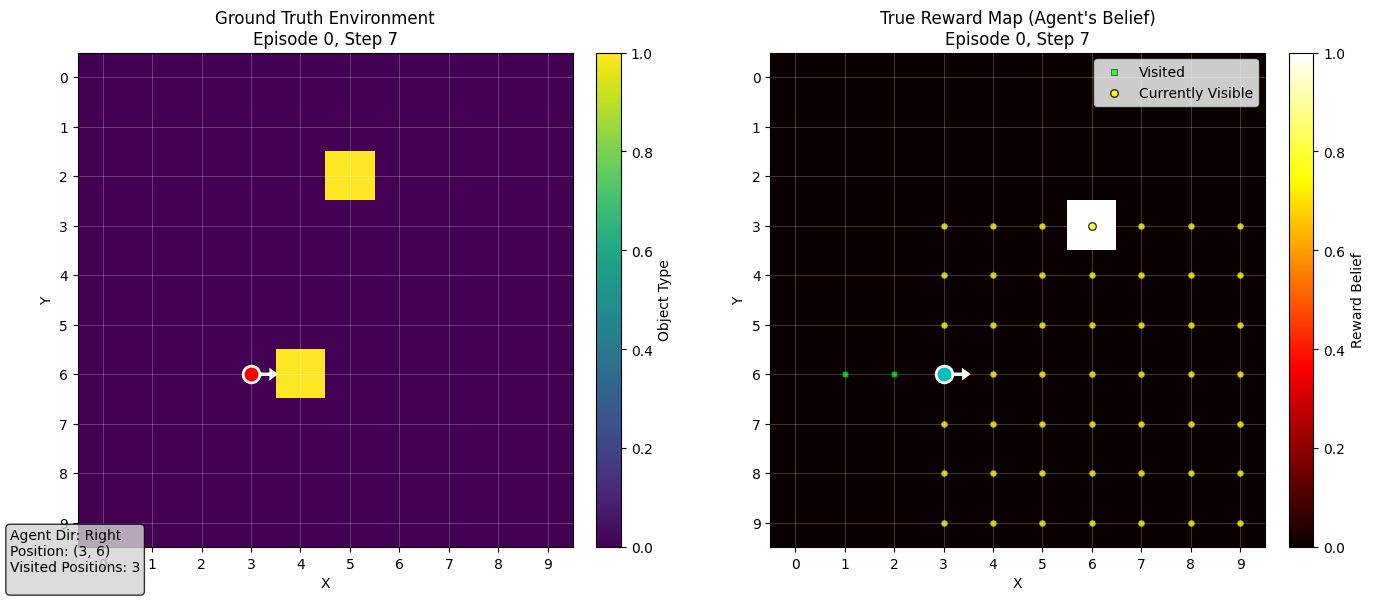 Ground Truth Environment
Episode 0, Step 7
0
1
2
3
4
5
6
7
8
9
Y
0 1 2 3 4 5 6 7 8 9
X
1.0
0.8
0.6
0.4
0.2
0.0
Object Type
Agent Dir: Right
Position: (3, 6)
Visited Positions: 3
True Reward Map (Agent's Belief)
Episode 0, Step 7
Visited
Currently Visible
0
1
2
3
4
5
6
7
8
9
Y
0 1 2 3 4 5 6 7 8 9
X
1.0
0.8
0.6
0.4
0.2
0.0
Reward Belief